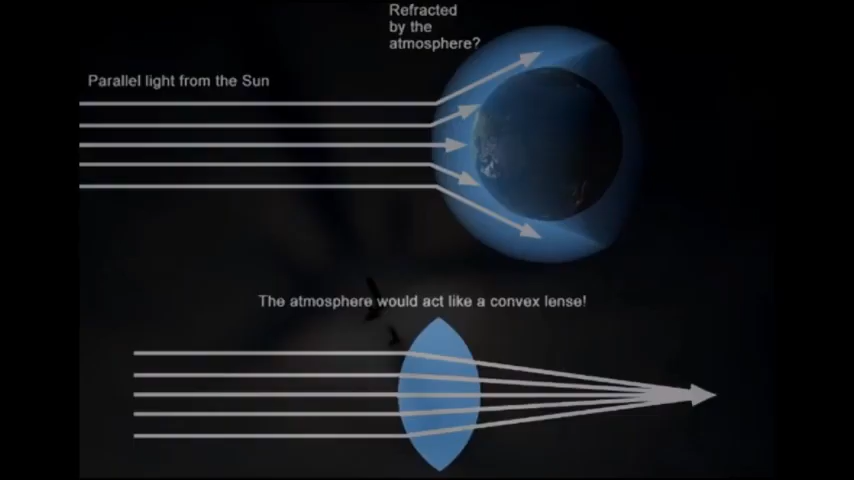 Refracted
by the
atmosphere?
Parallel light from the Sun
The atmosphere would act like a convex lense!